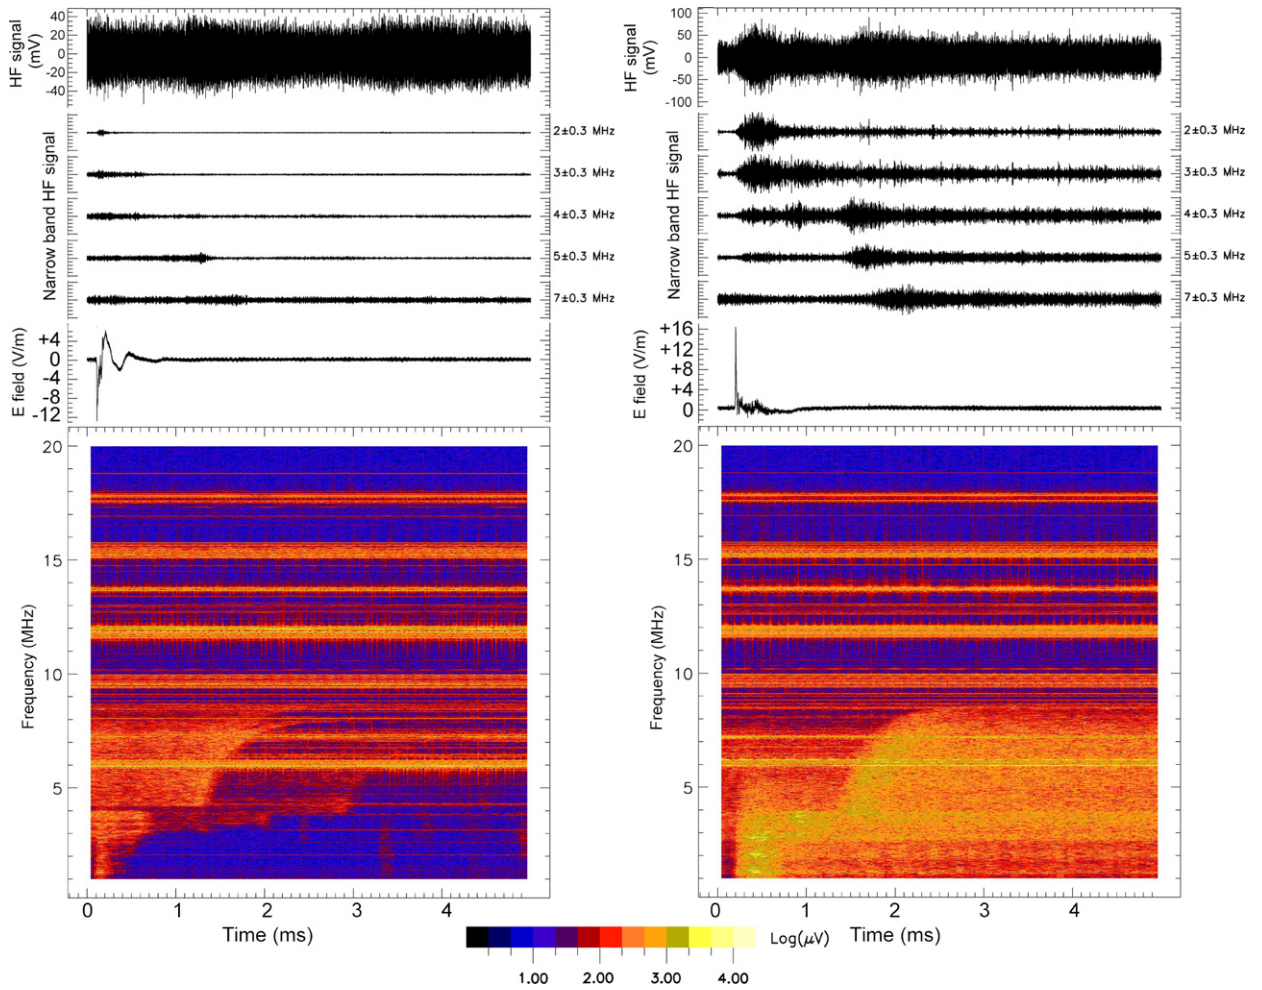 HF signal
(mV)
40
20
0
-20
-40
Narrow band HF signal
2±0.3 MHz
3±0.3 MHz
4±0.3 MHz
5±0.3 MHz
7±0.3 MHz
E field (V/m)
+4
0
-4
-8
-12
Frequency (MHz)
20
15
10
5
0 1 2 3 4
Time (ms)
HF signal
(mV)
100
50
0
-50
-100
Narrow band HF signal
2±0.3 MHz
3±0.3 MHz
4±0.3 MHz
5±0.3 MHz
7±0.3 MHz
E field (V/m)
+16
+12
+8
+4
0
Frequency (MHz)
20
15
10
5
0 1 2 3 4
Time (ms)
Log(μV)
1.00 2.00 3.00 4.00